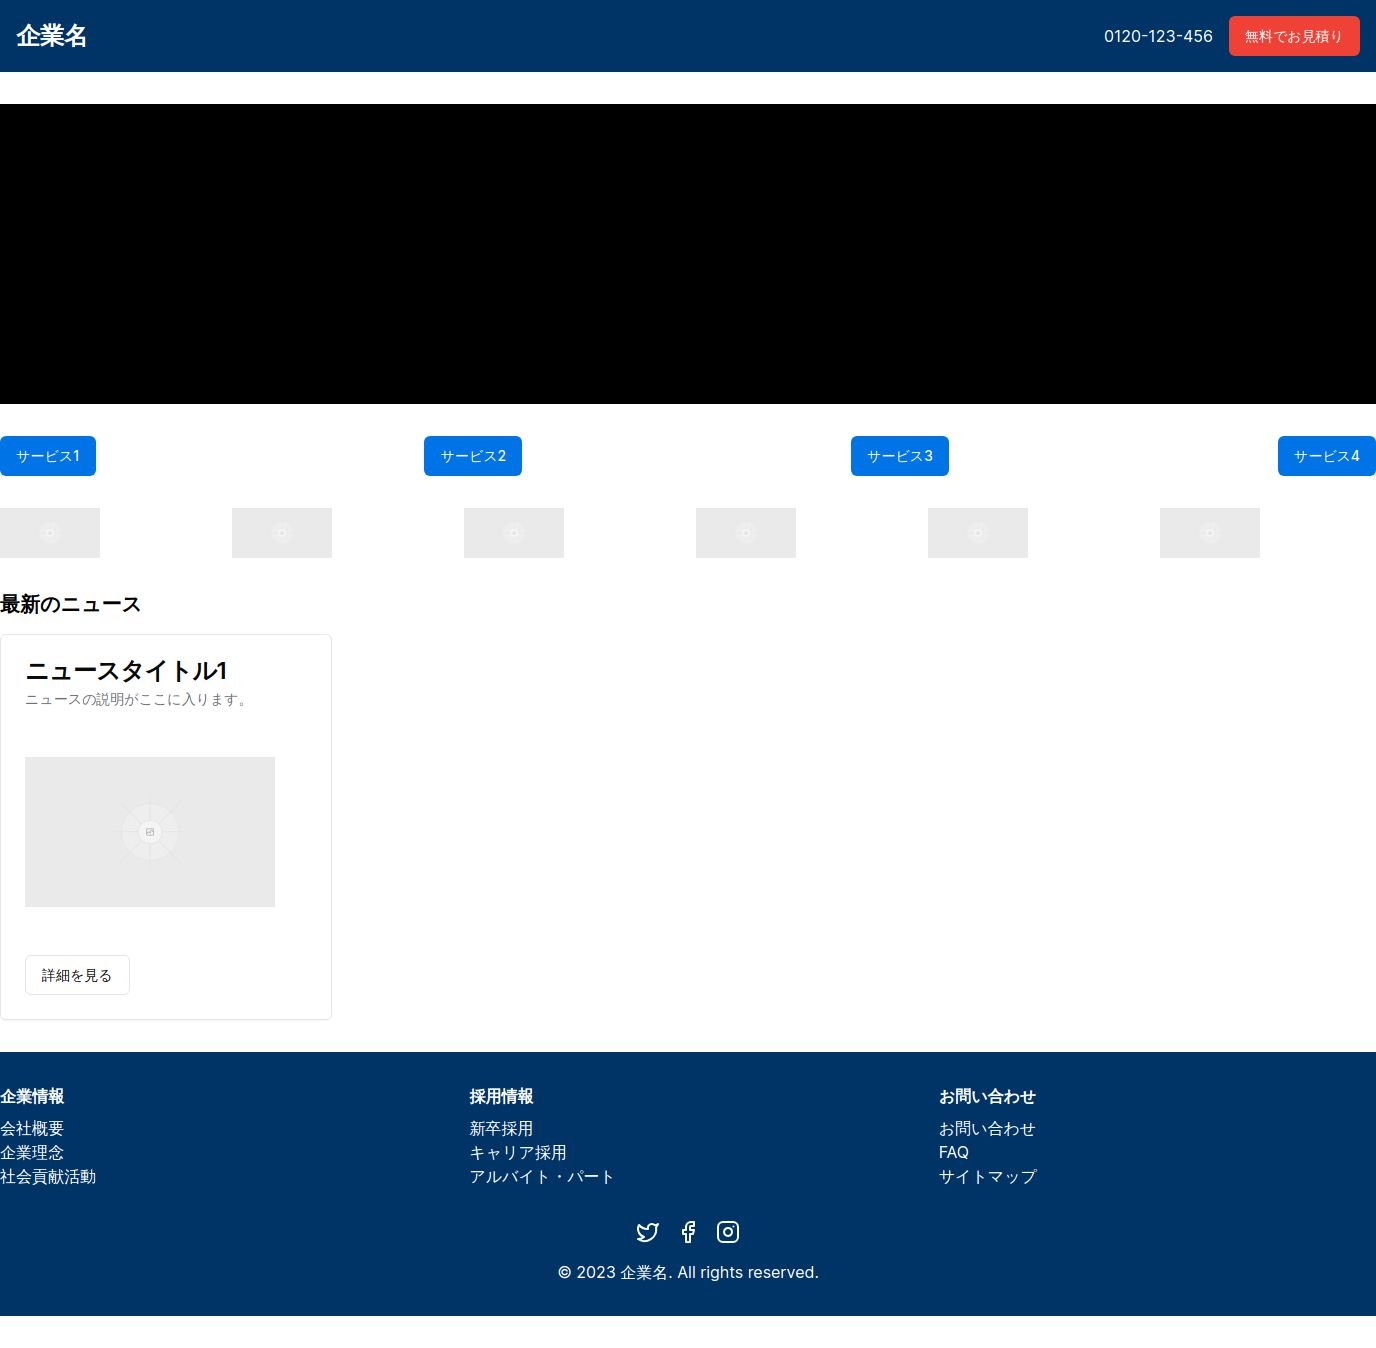 企業名
0120-123-456
無料でお見積り
サービス1
サービス2
サービス3
サービス4
最新のニュース
ニュースタイトル1
ニュースの説明がここに入ります。
詳細を見る
企業情報
会社概要
企業理念
社会貢献活動
採用情報
新卒採用
キャリア採用
アルバイト・パート
お問い合わせ
お問い合わせ
FAQ
サイトマップ
© 2023 企業名. All rights reserved.